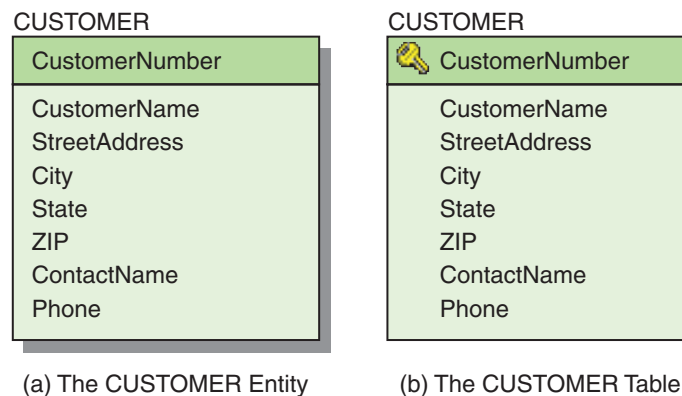 CUSTOMER
CustomerNumber
CustomerName
StreetAddress
City
State
ZIP
ContactName
Phone
(a) The CUSTOMER Entity
CUSTOMER
CustomerNumber
CustomerName
StreetAddress
City
State
ZIP
ContactName
Phone
(b) The CUSTOMER Table